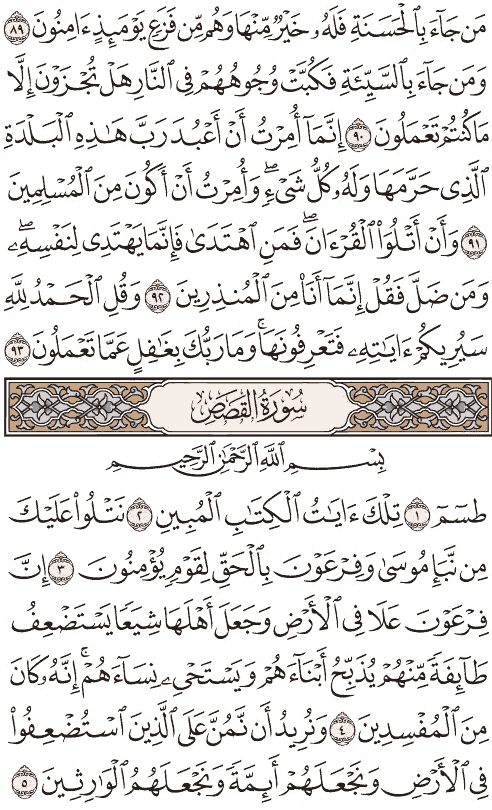 مَن جَآءَ بِٱلْحَسَنَةِ فَلَهُۥ خَيْرٌ مِّنْهَا وَهُم مِّن فَزَعٍ يَوْمَئِذٍ ءَامِنُونَ ٨٩
وَمَن جَآءَ بِٱلسَّيِّئَةِ فَكُبَّتْ وُجُوهُهُمْ فِى ٱلنَّارِ هَلْ تُجْزَوْنَ إِلَّا
مَا كُنتُمْ تَعْمَلُونَ ٩٠ إِنَّمَآ أُمِرْتُ أَنْ أَعْبُدَ رَبَّ هَٰذِهِ ٱلْبَلْدَةِ
ٱلَّذِى حَرَّمَهَا وَلَهُۥ كُلُّ شَىْءٍ ۖ وَأُمِرْتُ أَنْ أَكُونَ مِنَ ٱلْمُسْلِمِينَ
٩١ وَأَنْ أَتْلُوَا۟ ٱلْقُرْءَانَ ۖ فَمَنِ ٱهْتَدَىٰ فَإِنَّمَا يَهْتَدِى لِنَفْسِهِۦ ۖ
وَمَن ضَلَّ فَقُلْ إِنَّمَآ أَنَا۠ مِنَ ٱلْمُنذِرِينَ ٩٢ وَقُلِ ٱلْحَمْدُ لِلَّهِ
سَيُرِيكُمْ ءَايَٰتِهِۦ فَتَعْرِفُونَهَا ۚ وَمَا رَبُّكَ بِغَٰفِلٍ عَمَّا تَعْمَلُونَ ٩٣
سُورَةُ القَصَصِ
بِسْمِ ٱللَّهِ ٱلرَّحْمَٰنِ ٱلرَّحِيمِ
طسٓمٓ ١ تِلْكَ ءَايَٰتُ ٱلْكِتَٰبِ ٱلْمُبِينِ ٢ نَتْلُوا۟ عَلَيْكَ
مِن نَّبَإِ مُوسَىٰ وَفِرْعَوْنَ بِٱلْحَقِّ لِقَوْمٍ يُؤْمِنُونَ ٣ إِنَّ
فِرْعَوْنَ عَلَا فِى ٱلْأَرْضِ وَجَعَلَ أَهْلَهَا شِيَعًا يَسْتَضْعِفُ
طَآئِفَةً مِّنْهُمْ يُذَبِّحُ أَبْنَآءَهُمْ وَيَسْتَحْىِۦ نِسَآءَهُمْ ۚ إِنَّهُۥ كَانَ
مِنَ ٱلْمُفْسِدِينَ ٤ وَنُرِيدُ أَن نَّمُنَّ عَلَى ٱلَّذِينَ ٱسْتُضْعِفُوا۟
فِى ٱلْأَرْضِ وَنَجْعَلَهُمْ أَئِمَّةً وَنَجْعَلَهُمُ ٱلْوَٰرِثِينَ ٥